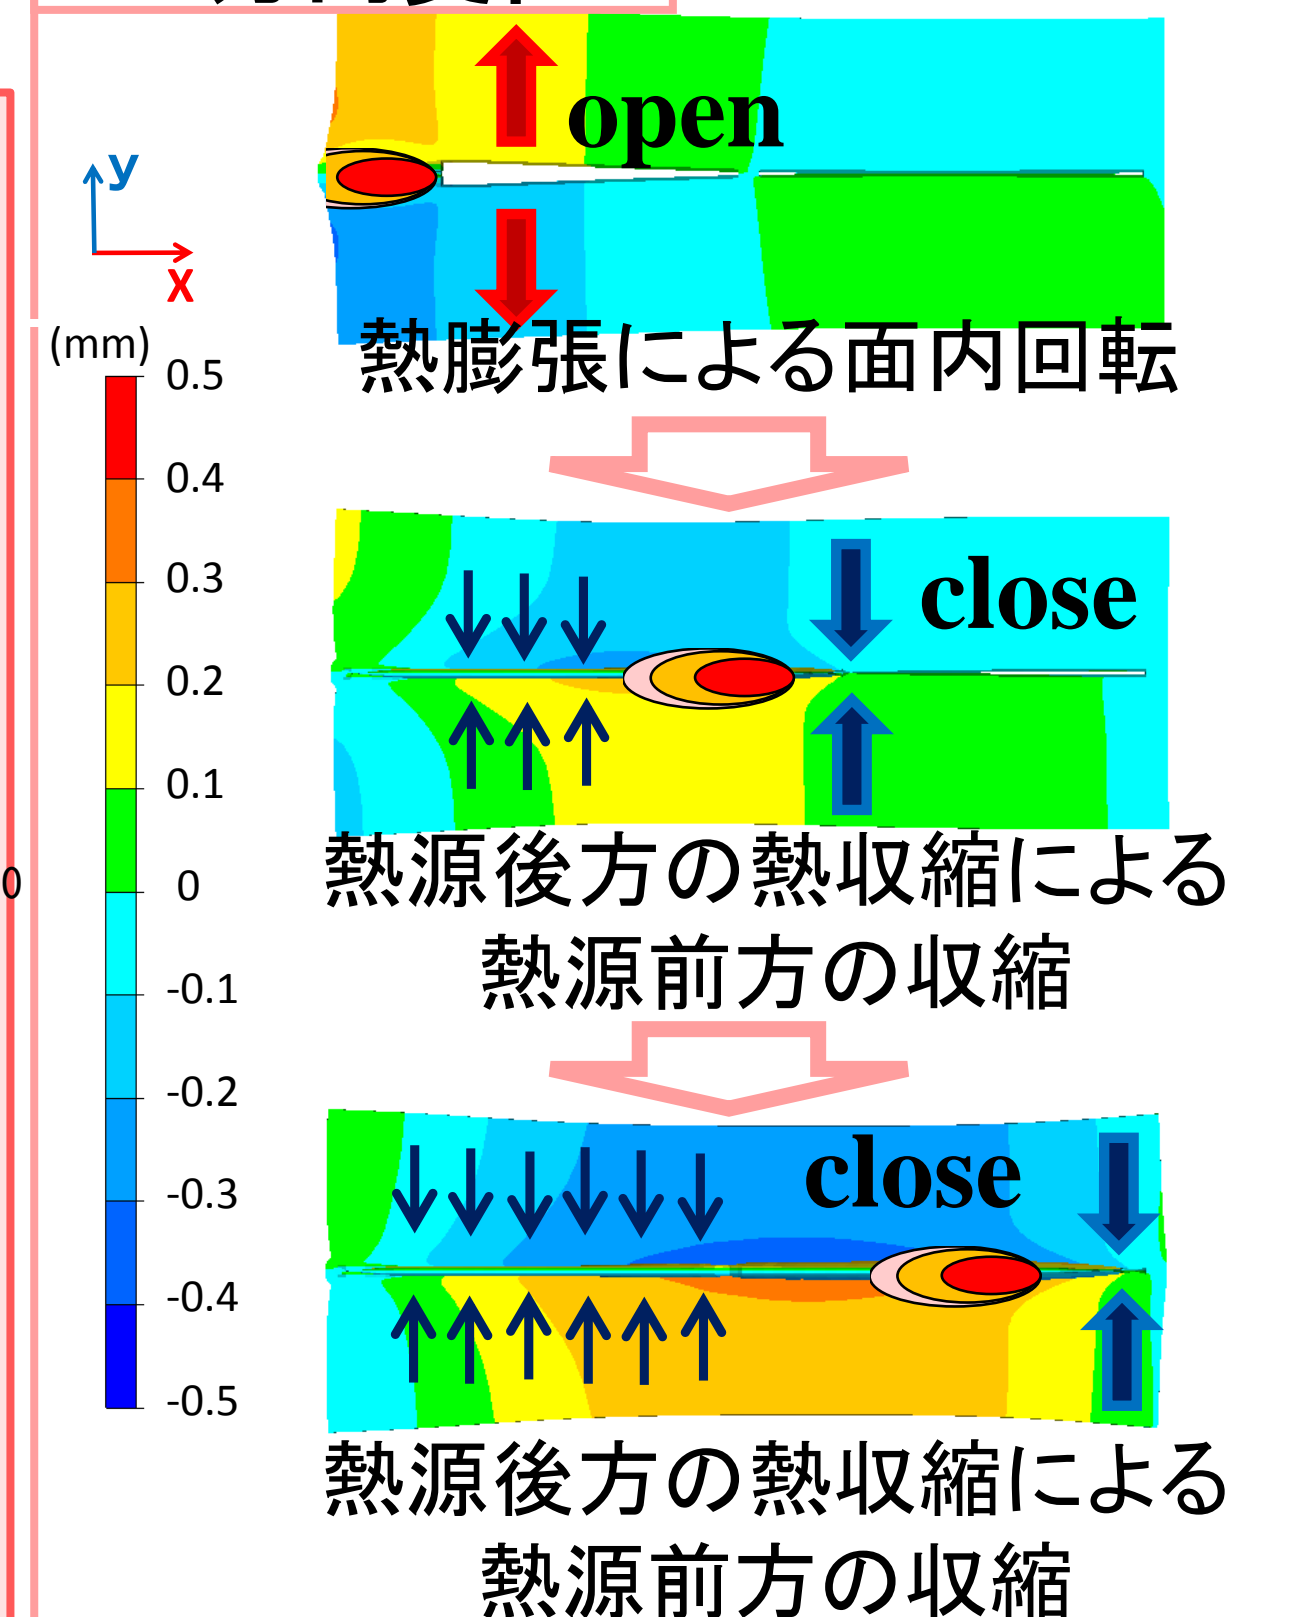 open
y
x
熱膨張による面内回転
(mm)
0.5
0.4
0.3
0.2
0.1
0
-0.1
-0.2
-0.3
-0.4
-0.5
0
close
熱源後方の熱収縮による
熱源前方の収縮
close
熱源後方の熱収縮による
熱源前方の収縮